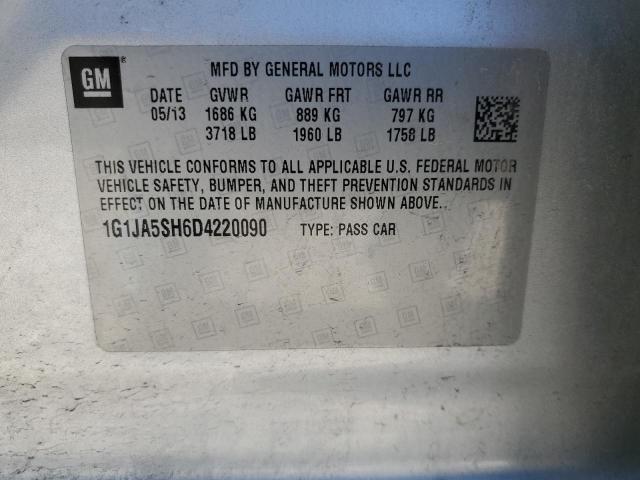 GM ®
MFD BY GENERAL MOTORS LLC
DATE GVWR GAWR FRT GAWR RR
05/13 1686 KG 889 KG 797 KG
3718 LB 1960 LB 1758 LB
THIS VEHICLE CONFORMS TO ALL APPLICABLE U.S. FEDERAL MOTOR
VEHICLE SAFETY, BUMPER, AND THEFT PREVENTION STANDARDS IN
EFFECT ON THE DATE OF MANUFACTURE SHOWN ABOVE.
1G1JA5SH6D4220090 TYPE: PASS CAR